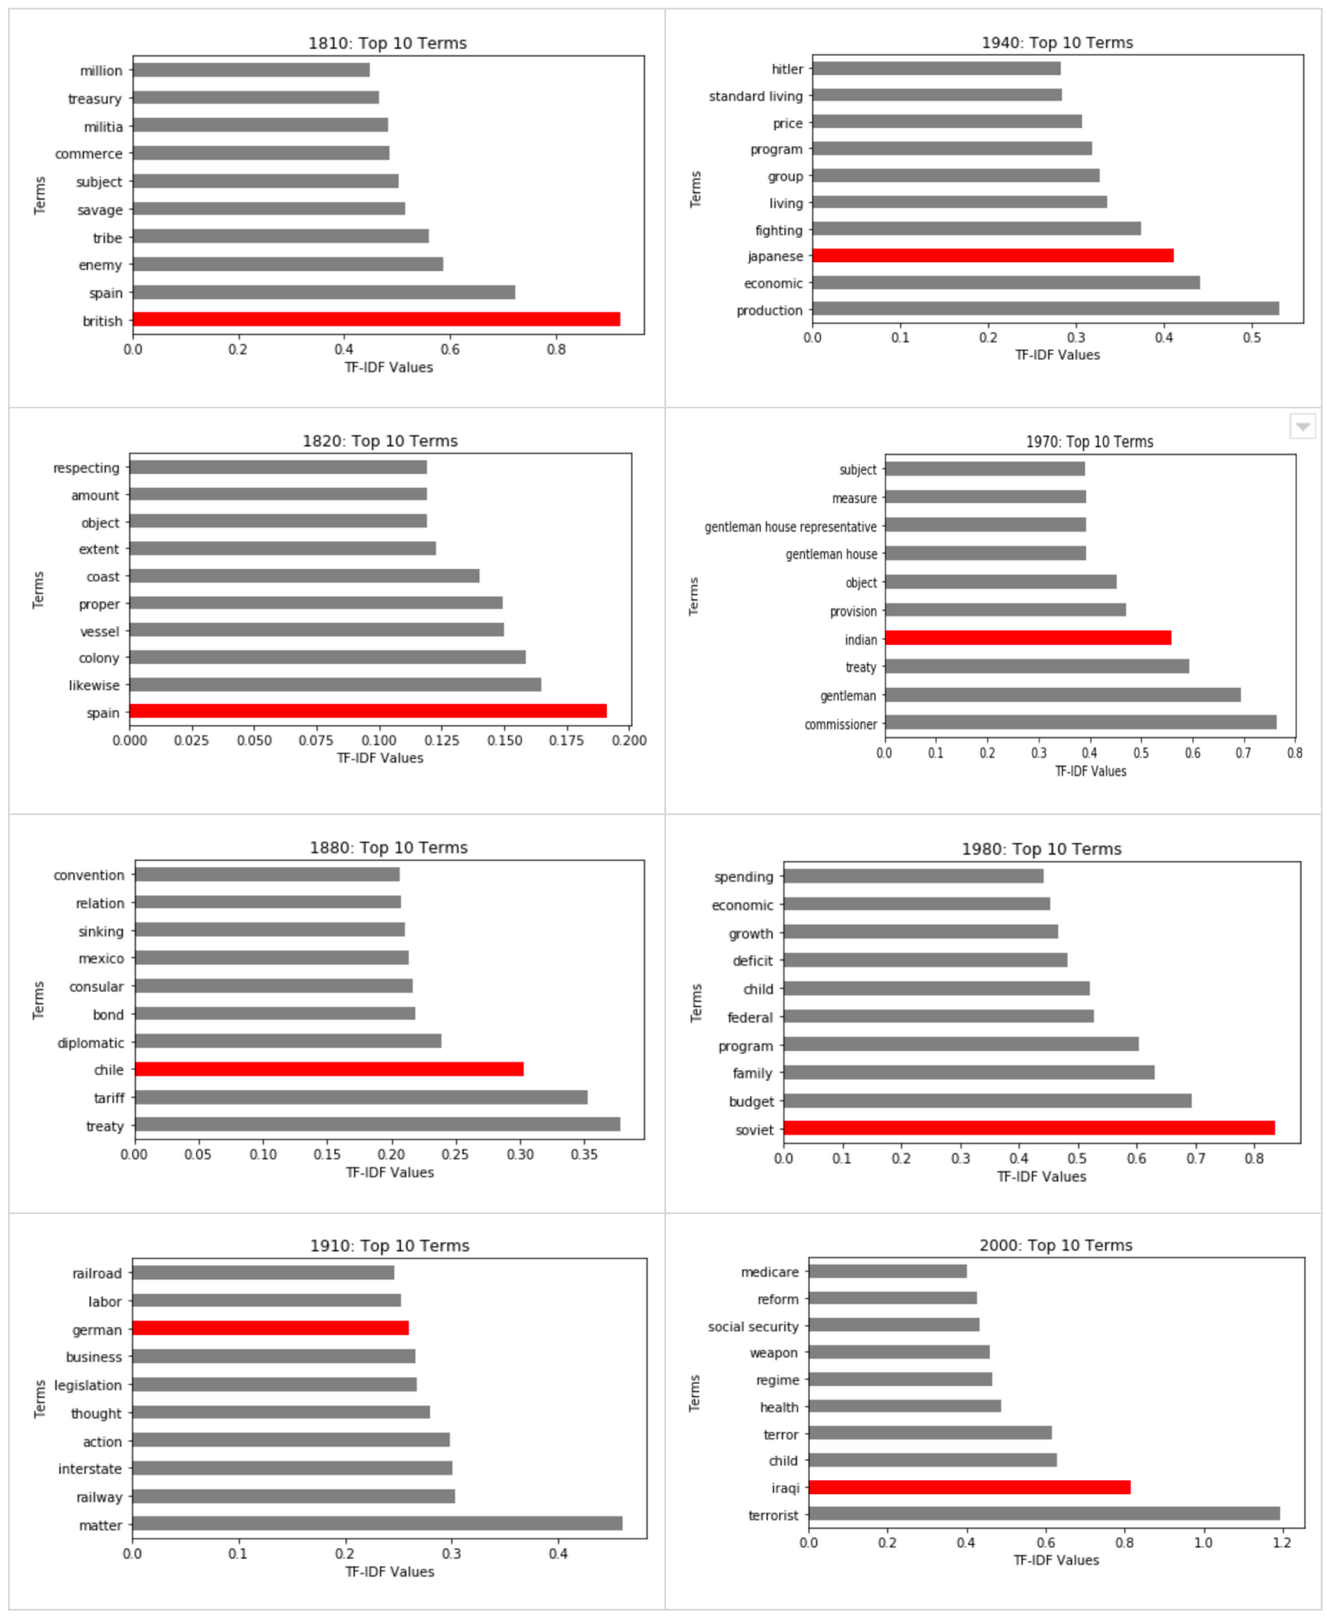 1810: Top 10 Terms
million
treasury
militia
commerce
subject
savage
tribe
enemy
spain
british
Terms
0.0 0.2 0.4 0.6 0.8
TF-IDF Values
1940: Top 10 Terms
hitler
standard living
price
program
group
living
fighting
japanese
economic
production
Terms
0.0 0.1 0.2 0.3 0.4 0.5
TF-IDF Values
1820: Top 10 Terms
respecting
amount
object
extent
coast
proper
vessel
colony
likewise
spain
Terms
0.000 0.025 0.050 0.075 0.100 0.125 0.150 0.175 0.200
TF-IDF Values
1970: Top 10 Terms
subject
measure
gentleman house representative
gentleman house
object
provision
indian
treaty
gentleman
commissioner
Terms
0.0 0.1 0.2 0.3 0.4 0.5 0.6 0.7 0.8
TF-IDF Values
1880: Top 10 Terms
convention
relation
sinking
mexico
consular
bond
diplomatic
chile
tariff
treaty
Terms
0.00 0.05 0.10 0.15 0.20 0.25 0.30 0.35
TF-IDF Values
1980: Top 10 Terms
spending
economic
growth
deficit
child
federal
program
family
budget
soviet
Terms
0.0 0.1 0.2 0.3 0.4 0.5 0.6 0.7 0.8
TF-IDF Values
1910: Top 10 Terms
railroad
labor
german
business
legislation
thought
action
interstate
railway
matter
Terms
0.0 0.1 0.2 0.3 0.4
TF-IDF Values
2000: Top 10 Terms
medicare
reform
social security
weapon
regime
health
terror
child
iraqi
terrorist
Terms
0.0 0.2 0.4 0.6 0.8 1.0 1.2
TF-IDF Values